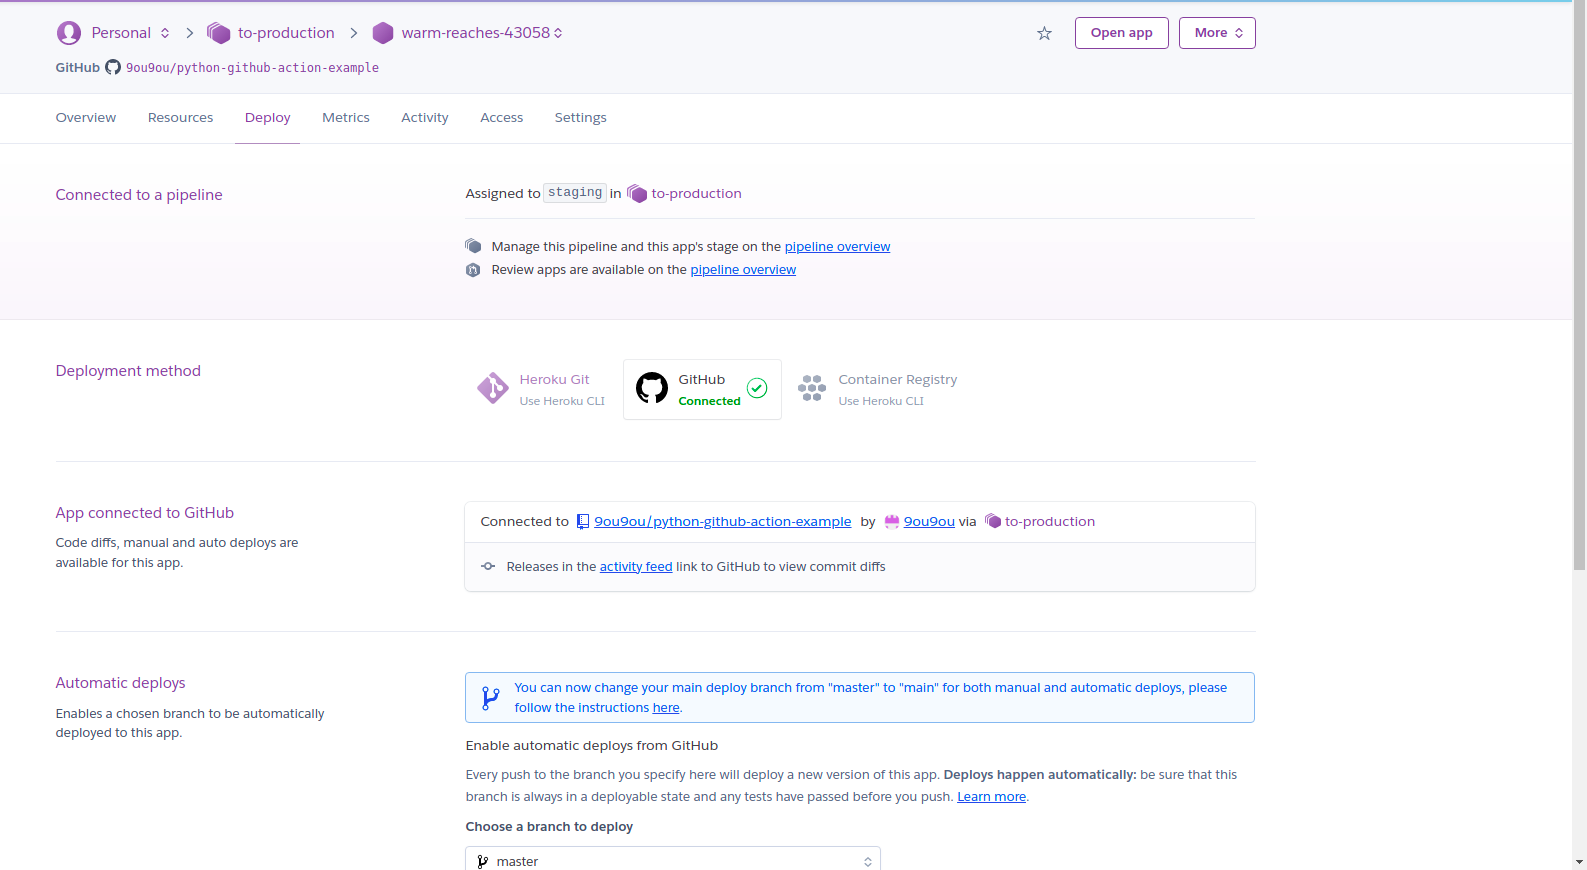 Personal to-production warm-reaches-43058 Open app More
GitHub 9ou9ou/python-github-action-example
Overview Resources Deploy Metrics Activity Access Settings
Connected to a pipeline
Assigned to staging in to-production
Manage this pipeline and this app's stage on the pipeline overview
Review apps are available on the pipeline overview
Deployment method
Heroku Git
Use Heroku CLI
GitHub
Connected
Container Registry
Use Heroku CLI
App connected to GitHub
Code diffs, manual and auto deploys are
available for this app.
Connected to 9ou9ou/python-github-action-example by 9ou9ou via to-production
Releases in the activity feed link to GitHub to view commit diffs
Automatic deploys
Enables a chosen branch to be automatically
deployed to this app.
You can now change your main deploy branch from "master" to "main" for both manual and automatic deploys, please
follow the instructions here.
Enable automatic deploys from GitHub
Every push to the branch you specify here will deploy a new version of this app. Deploys happen automatically: be sure that this
branch is always in a deployable state and any tests have passed before you push. Learn more.
Choose a branch to deploy
master